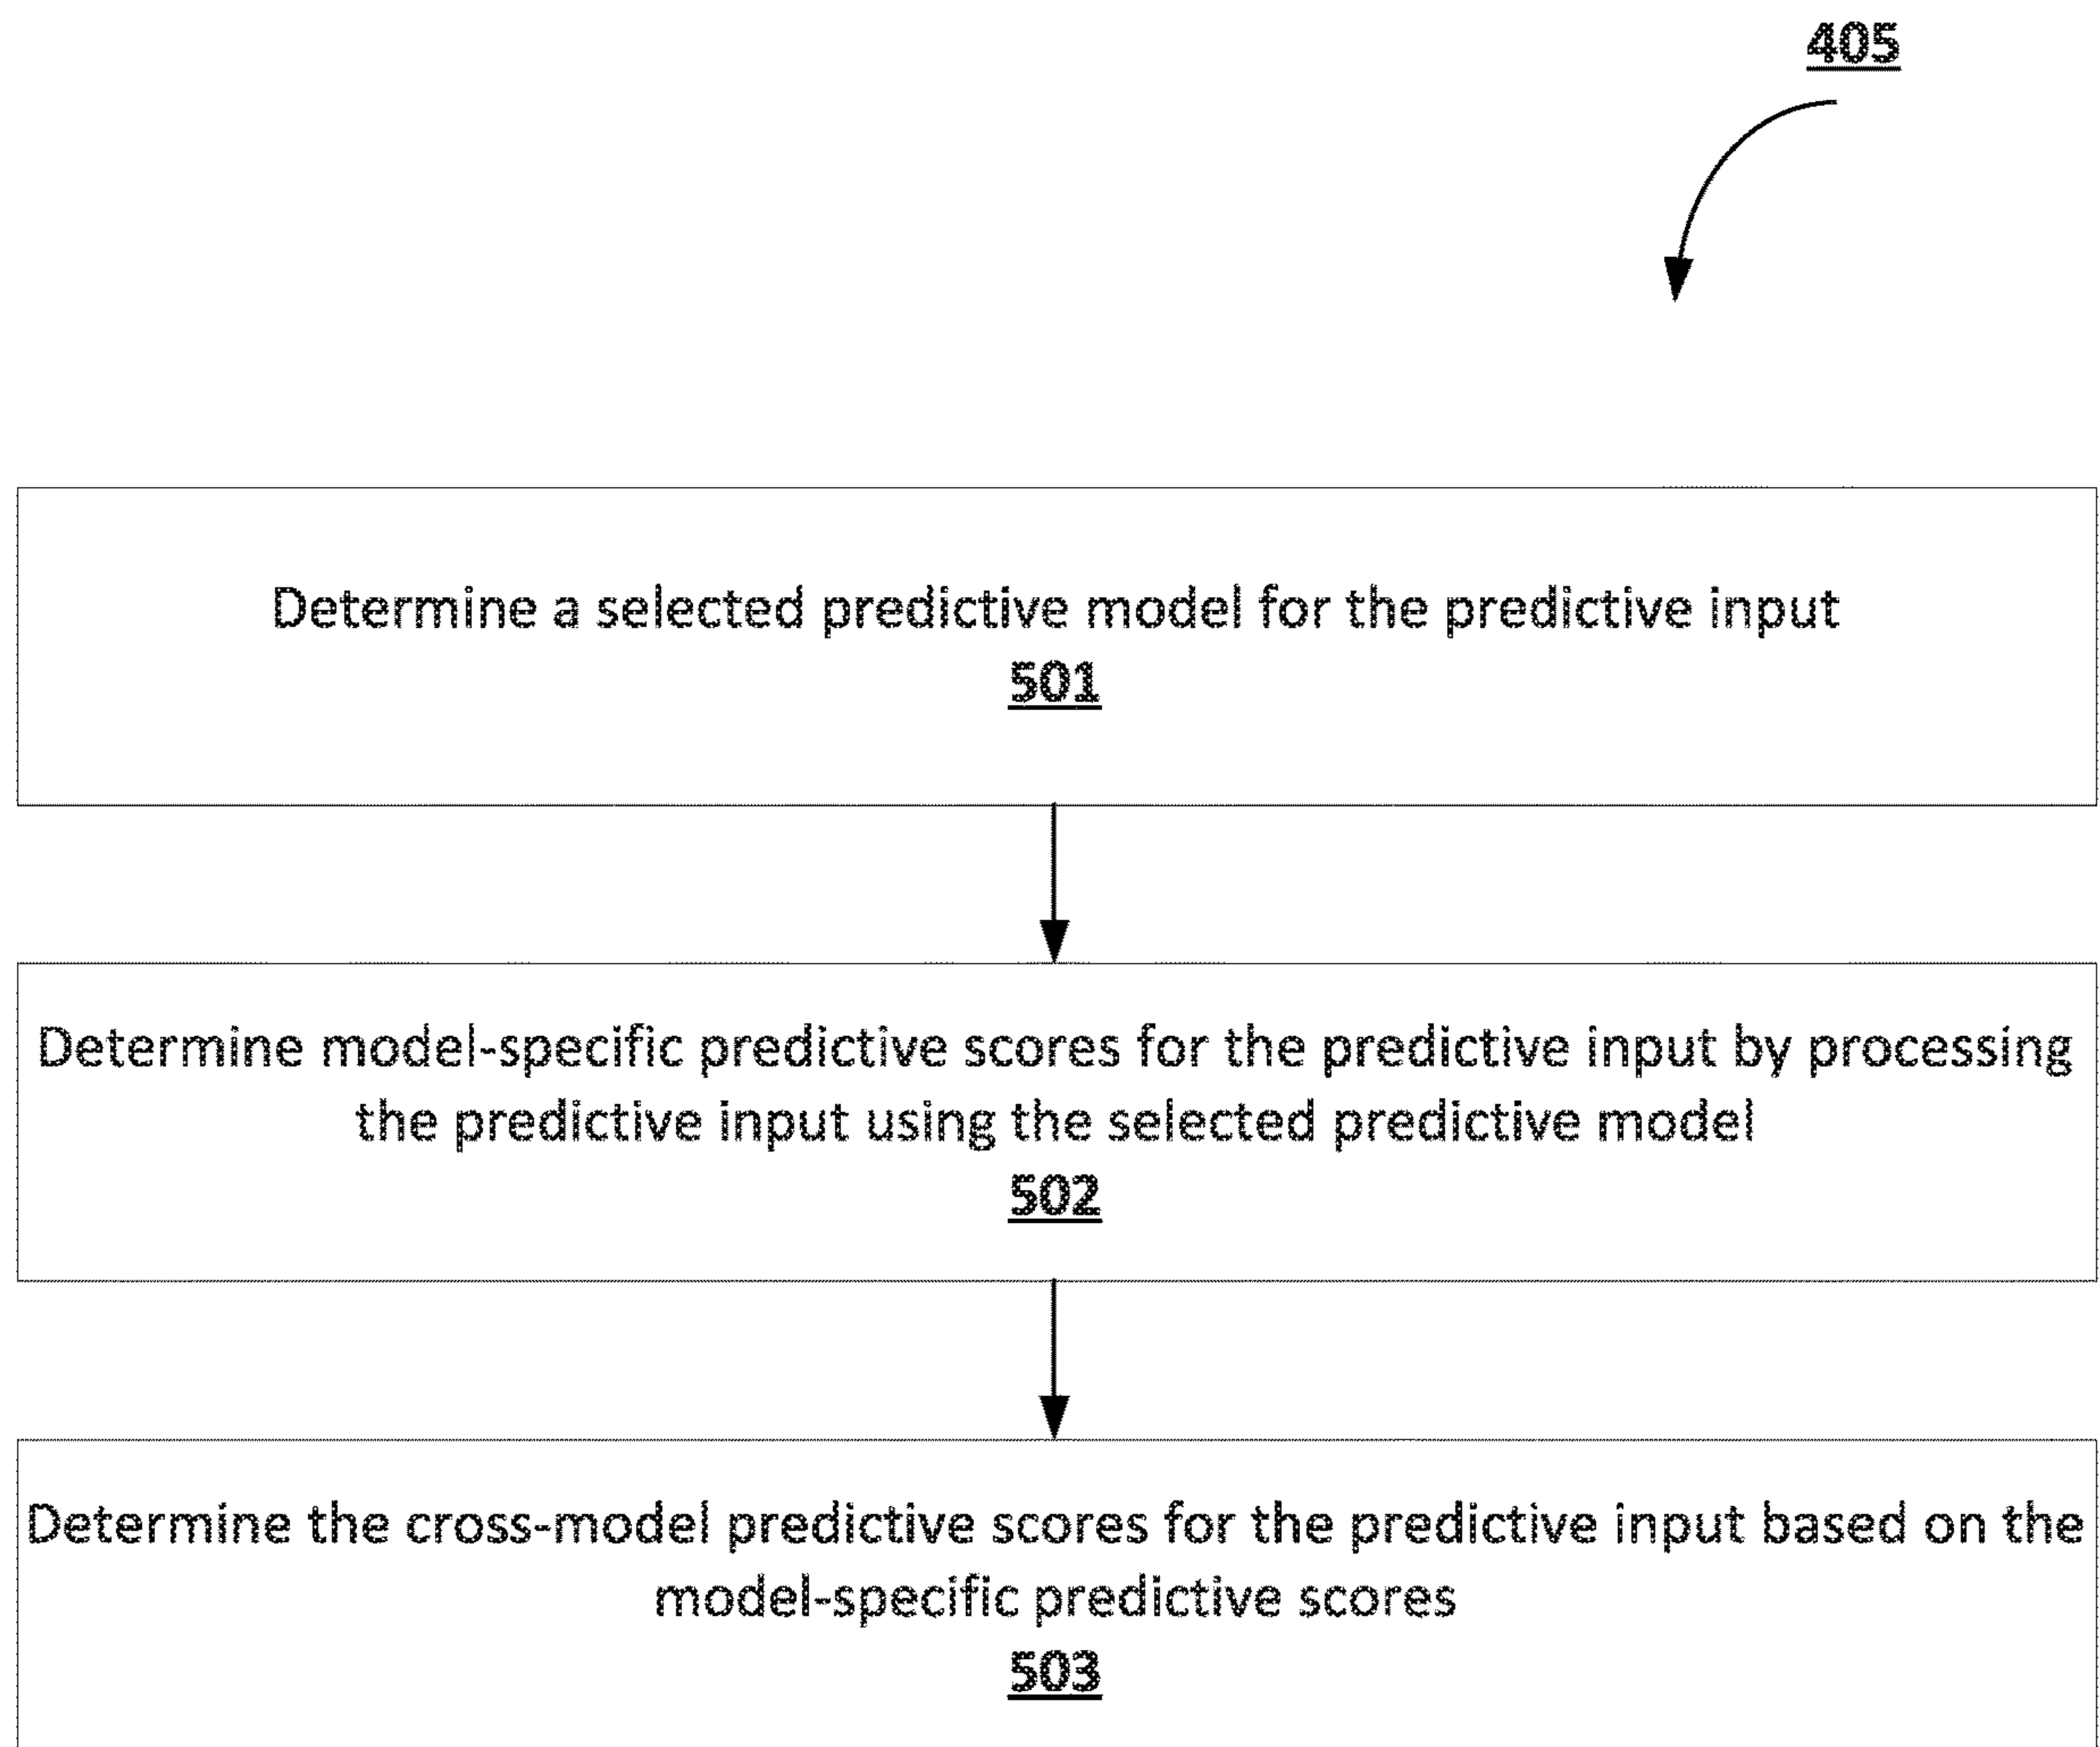 405
Determine a selected predictive model for the predictive input
501
Determine model-specific predictive scores for the predictive input by processing
the predictive input using the selected predictive model
502
Determine the cross-model predictive scores for the predictive input based on the
model-specific predictive scores
503